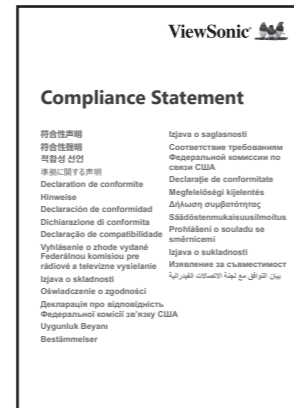 ViewSonic
Compliance Statement
符合性声明
符合性聲明
적합성 선언
準拠に関する声明
Declaration de conformite
Hinweise
Declaración de conformidad
Dichiarazione di conformita
Declaração de compatibilidade
Vyhlásenie o zhode vydané
Federálnou komisiou pre
rádiové a televízne vysielanie
Izjava o skladnosti
Oświadczenie o zgodności
Декларація про відповідність
Федеральної комісії зв'язку США
Uygunluk Beyanı
Bestämmelser
Izjava o saglasnosti
Соответствие требованиям
Федеральной комиссии по
связи США
Declaraţie de conformitate
Megfelelőségi kijelentés
Δήλωση συμβατότητας
Säädöstenmukaisuusilmoitus
Prohlášení o souladu se
směrnicemi
Izjava o sukladnosti
Изявление за съвместимост
بيان التوافق مع لجنة الاتصالات الفيدرالية